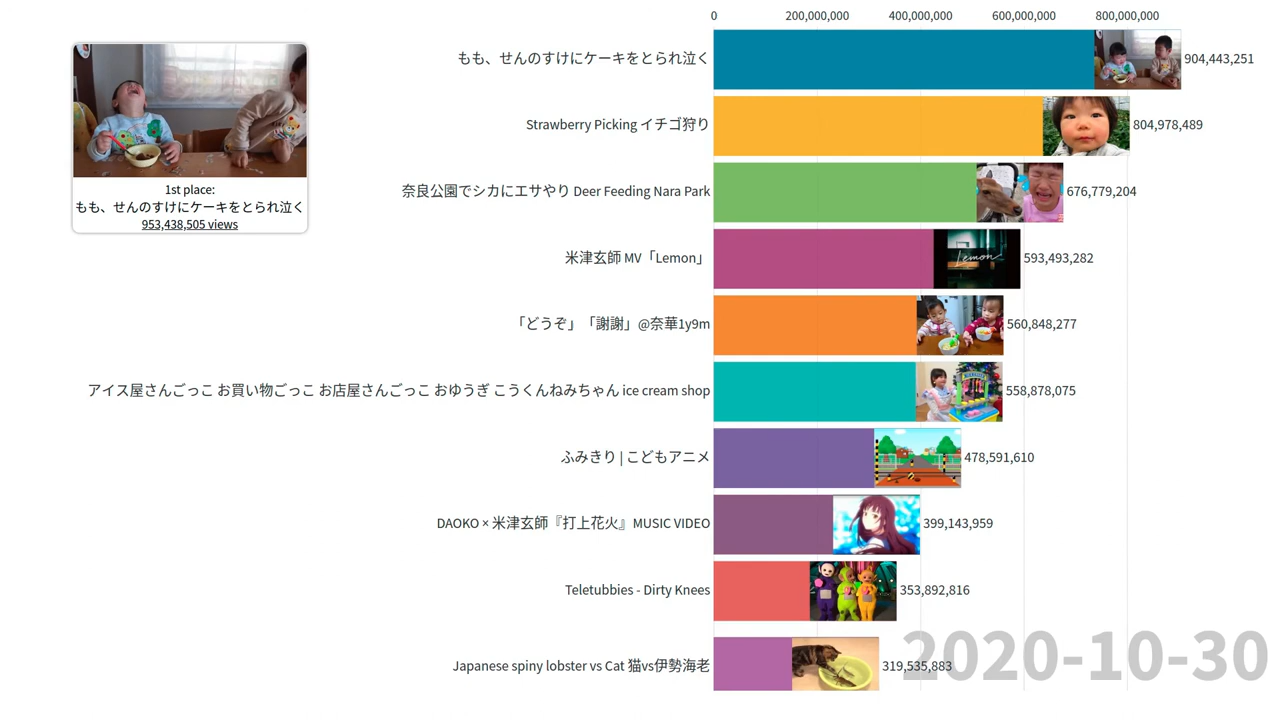 0 200,000,000 400,000,000 600,000,000 800,000,000
もも、せんのすけにケーキをとられ泣く 904,443,251
1st place:
もも、せんのすけにケーキをとられ泣く
953,438,505 views
Strawberry Picking イチゴ狩り 804,978,489
奈良公園でシカにエサやり Deer Feeding Nara Park 676,779,204
米津玄師 MV「Lemon」 Lemon 593,493,282
「どうぞ」「謝謝」@奈華1y9m 560,848,277
アイス屋さんごっこ お買い物ごっこ お店屋さんごっこ おゆうぎ こうくんねみちゃん ice cream shop 558,878,075
ふみきり | こどもアニメ 478,591,610
DAOKO × 米津玄師『打上花火』MUSIC VIDEO 399,143,959
Teletubbies - Dirty Knees 353,892,816
Japanese spiny lobster vs Cat 猫vs伊勢海老 319,535,883
2020-10-30